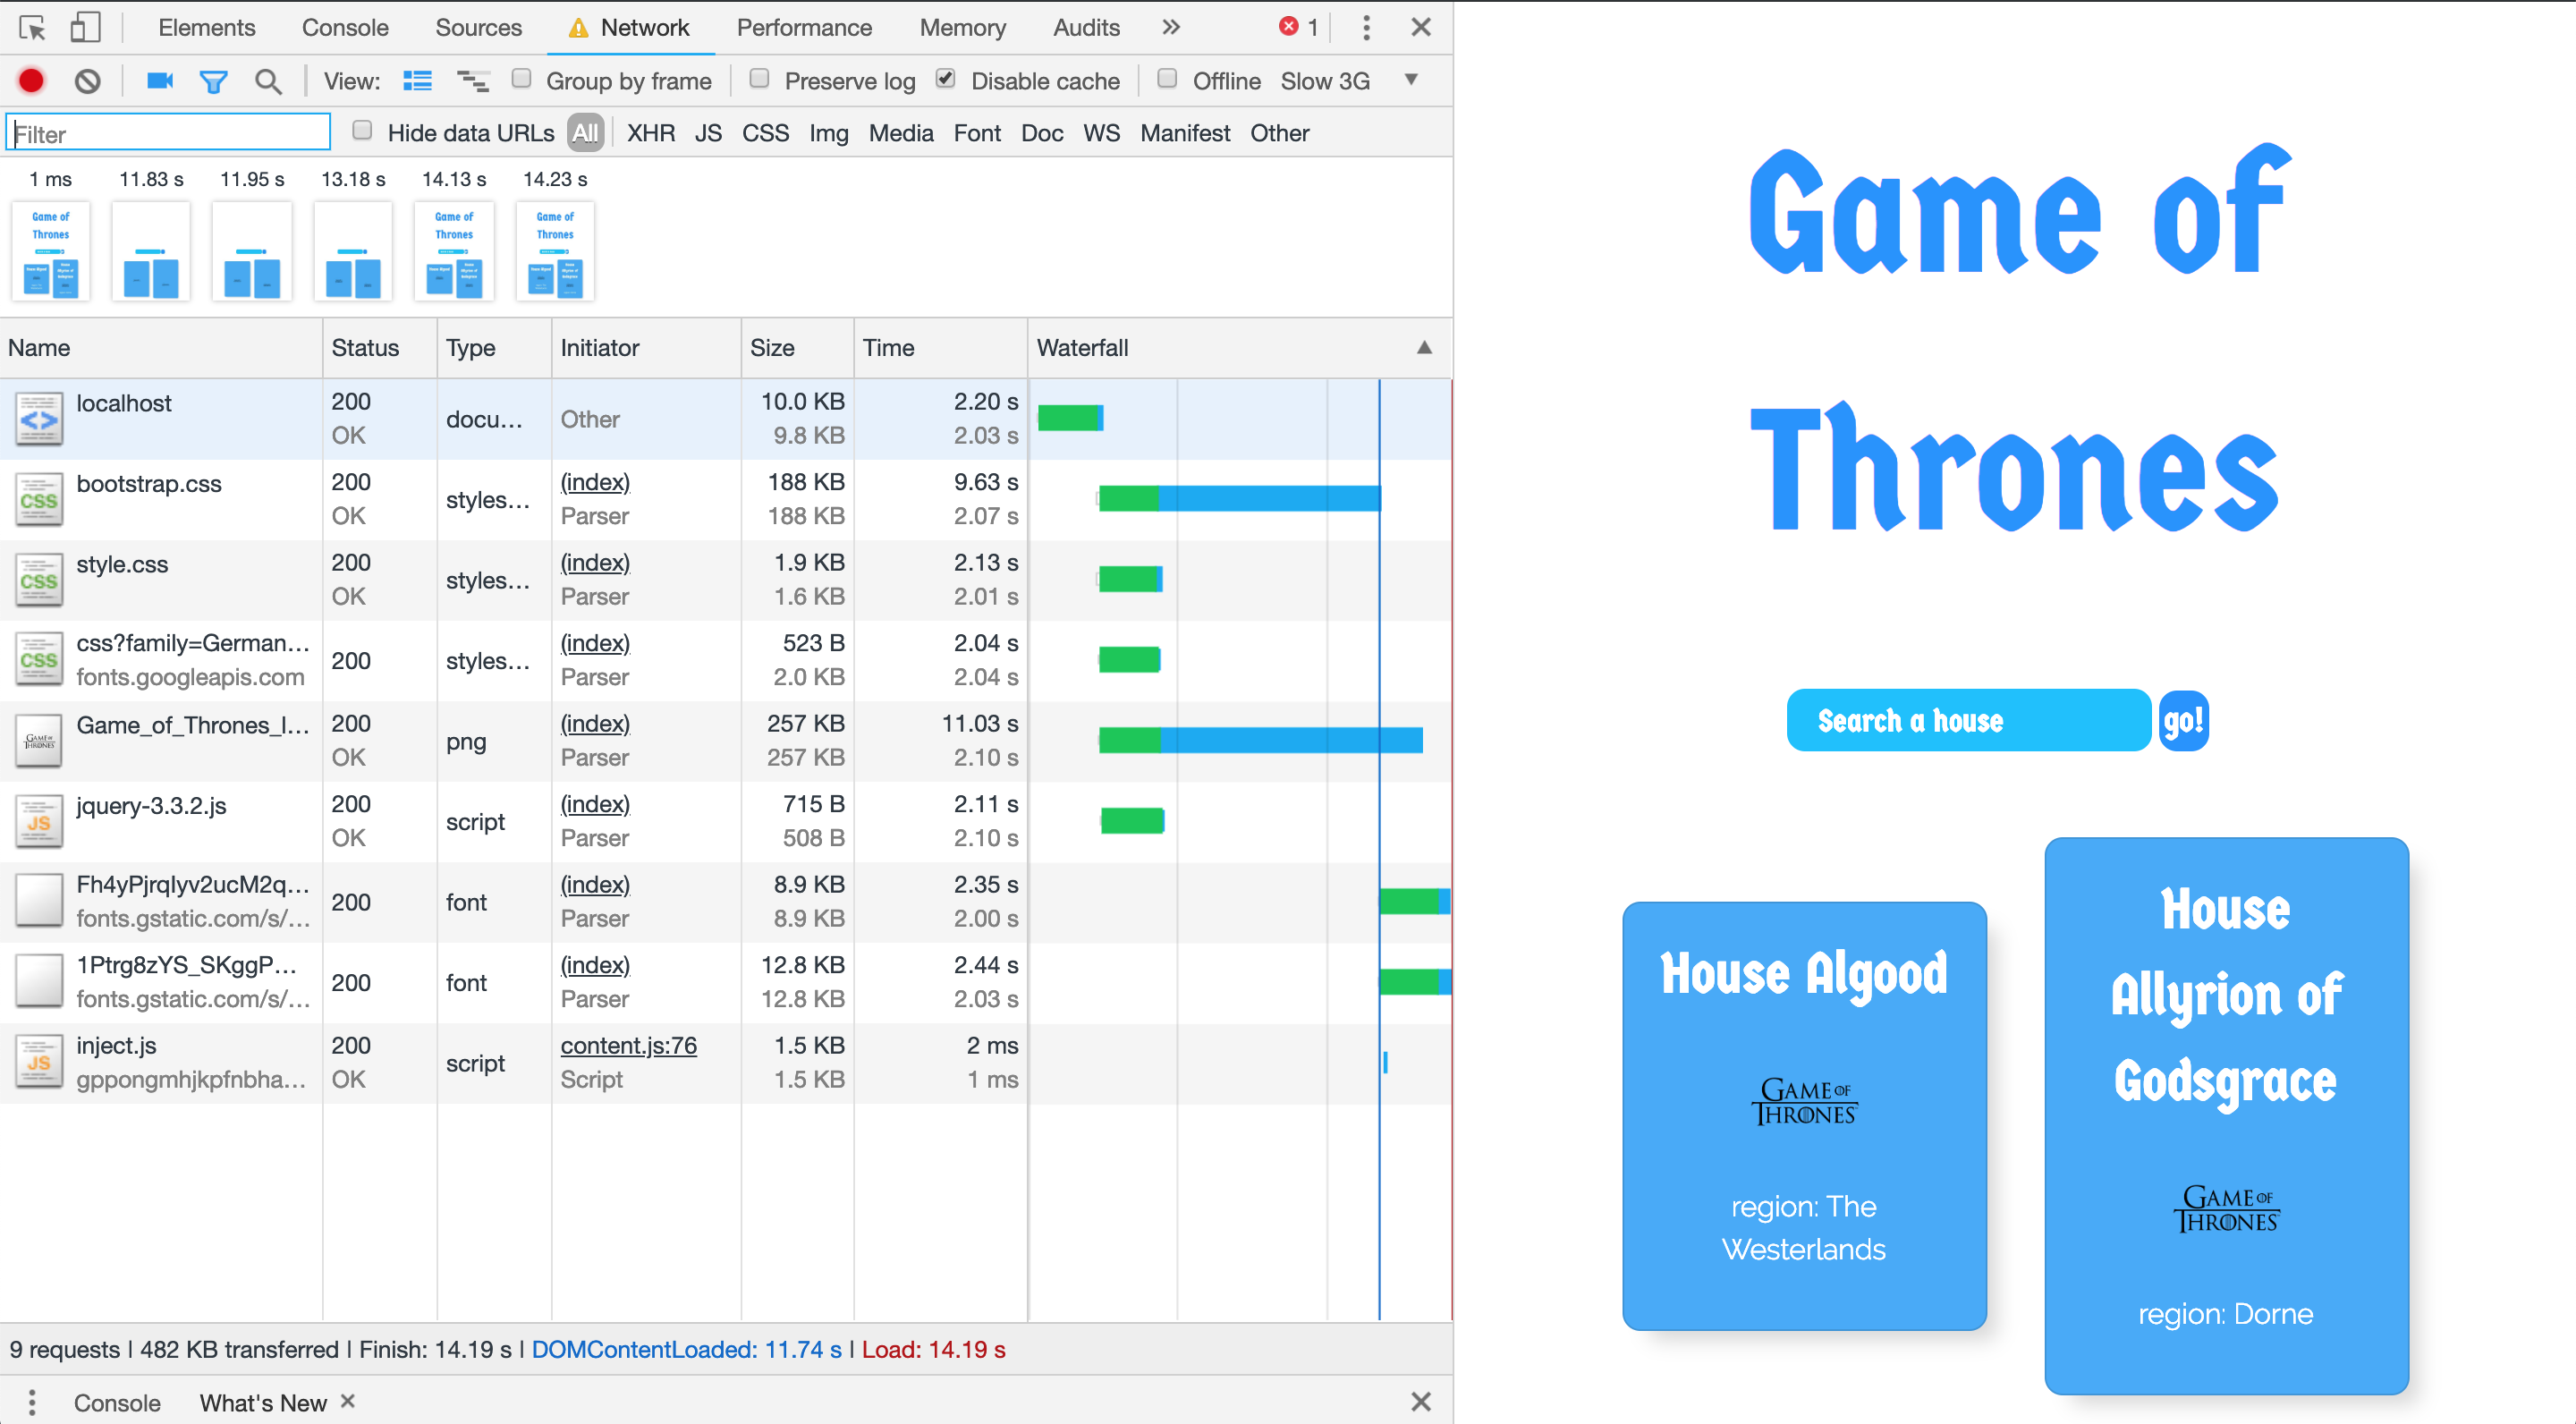 Elements Console Sources Network Performance Memory Audits » 1
View: Group by frame Preserve log Disable cache Offline Slow 3G
Filter Hide data URLs All XHR JS CSS Img Media Font Doc WS Manifest Other
1 ms 11.83 s 11.95 s 13.18 s 14.13 s 14.23 s
Game of Game of Game of
Thrones Thrones Thrones
Name Status Type Initiator Size Time Waterfall
localhost 200 OK docu... Other 10.0 KB 9.8 KB 2.20 s 2.03 s
bootstrap.css 200 OK styles... (index) Parser 188 KB 188 KB 9.63 s 2.07 s
style.css 200 OK styles... (index) Parser 1.9 KB 1.6 KB 2.13 s 2.01 s
css?family=German... fonts.googleapis.com 200 styles... (index) Parser 523 B 2.0 KB 2.04 s 2.04 s
Game_of_Thrones_l... 200 OK png (index) Parser 257 KB 257 KB 11.03 s 2.10 s
jquery-3.3.2.js 200 OK script (index) Parser 715 B 508 B 2.11 s 2.10 s
Fh4yPjrqIyv2ucM2q... fonts.gstatic.com/s/... 200 font (index) Parser 8.9 KB 8.9 KB 2.35 s 2.00 s
1Ptrg8zYS_SKggP... fonts.gstatic.com/s/... 200 font (index) Parser 12.8 KB 12.8 KB 2.44 s 2.03 s
inject.js gppongmhjkpfnbha... 200 OK script content.js:76 Script 1.5 KB 1.5 KB 2 ms 1 ms
9 requests | 482 KB transferred | Finish: 14.19 s | DOMContentLoaded: 11.74 s | Load: 14.19 s
Console What's New
Game of
Thrones
Search a house go!
House Algood
GAME OF
THRONES
region: The
Westerlands
House
Allyrion of
Godsgrace
GAME OF
THRONES
region: Dorne